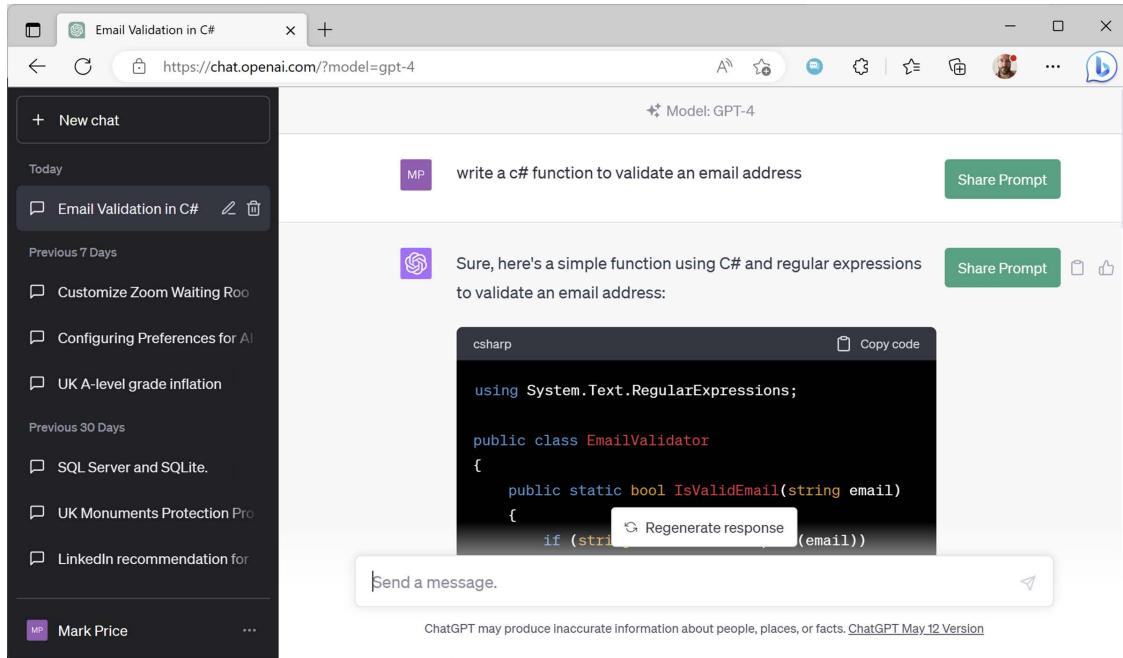 Email Validation in C#
https://chat.openai.com/?model=gpt-4
New chat
Today
Email Validation in C#
Previous 7 Days
Customize Zoom Waiting Roo
Configuring Preferences for AI
UK A-level grade inflation
Previous 30 Days
SQL Server and SQLite.
UK Monuments Protection Pro
LinkedIn recommendation for
MP Mark Price
Model: GPT-4
MP write a c# function to validate an email address
Share Prompt
Sure, here's a simple function using C# and regular expressions
to validate an email address:
Share Prompt
csharp Copy code
using System.Text.RegularExpressions;
public class EmailValidator
{
public static bool IsValidEmail(string email)
{
if (stri (email))
Regenerate response
Send a message.
ChatGPT may produce inaccurate information about people, places, or facts. ChatGPT May 12 Version